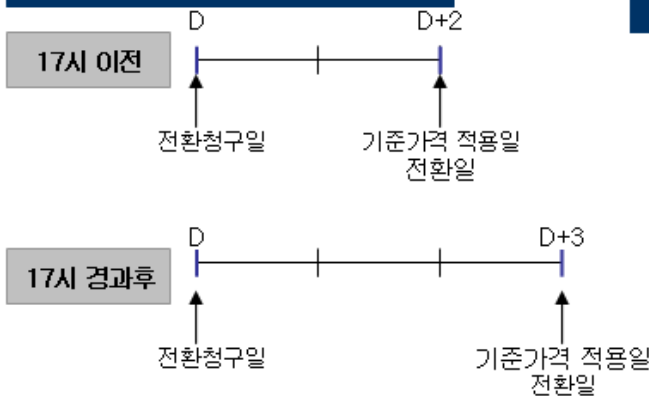 D
D+2
17시 이전
전환청구일
기준가격 적용일
전환일
D
D+3
17시 경과후
전환청구일
기준가격 적용일
전환일